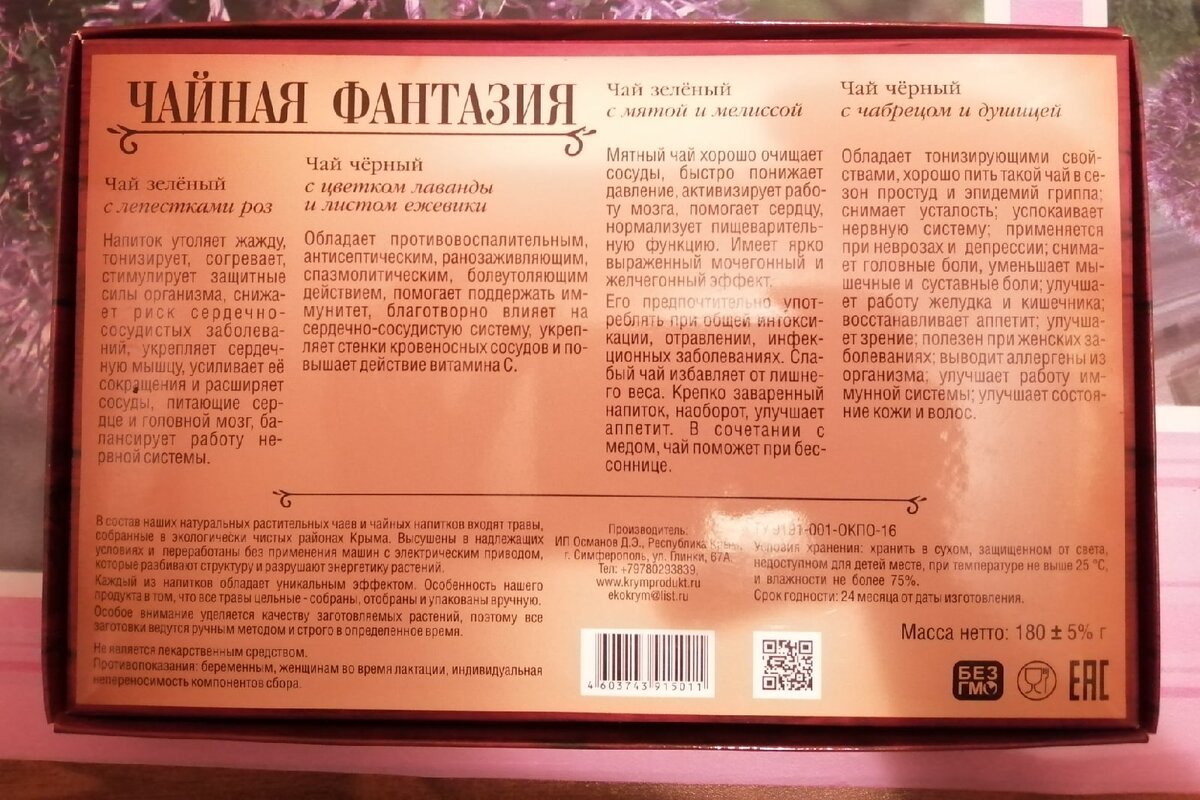 ЧАЙНАЯ ФАНТАЗИЯ
Чай зелёный
с лепестками роз
Напиток утоляет жажду,
тонизирует, согревает,
стимулирует защитные
силы организма, снижа-
ет риск сердечно-
сосудистых заболева-
ний, укрепляет сердеч-
ную мышцу, усиливает её
сокращения и расширяет
сосуды, питающие сер-
дце и головной мозг, ба-
лансирует работу не-
рвной системы.
Чай чёрный
с цветком лаванды
и листом ежевики
Обладает противовоспалительным,
антисептическим, ранозаживляющим,
спазмолитическим, болеутоляющим
действием, помогает поддержать им-
мунитет, благотворно влияет на
сердечно-сосудистую систему, укреп-
ляет стенки кровеносных сосудов и по-
вышает действие витамина С.
Чай зелёный
с мятой и мелиссой
Мятный чай хорошо очищает
сосуды, быстро понижает
давление, активизирует рабо-
ту мозга, помогает сердцу,
нормализует пищеваритель-
ную функцию. Имеет ярко
выраженный мочегонный и
желчегонный эффект.
Его предпочтительно упот-
реблять при общей интокси-
кации, отравлении, инфек-
ционных заболеваниях. Сла-
бый чай избавляет от лишне-
го веса. Крепко заваренный
напиток, наоборот, улучшает
аппетит. В сочетании с
медом, чай поможет при бес-
соннице.
Чай чёрный
с чабрецом и душицей
Обладает тонизирующими свой-
ствами, хорошо пить такой чай в се-
зон простуд и эпидемий гриппа;
снимает усталость; успокаивает
нервную систему; применяется
при неврозах и депрессии; снима-
ет головные боли, уменьшает мы-
шечные и суставные боли; улучша-
ет работу желудка и кишечника;
восстанавливает аппетит; улучша-
ет зрение; полезен при женских за-
болеваниях; выводит аллергены из
организма; улучшает работу им-
мунной системы; улучшает состоя-
ние кожи и волос.
В состав наших натуральных растительных чаев и чайных напитков входят травы,
собранные в экологически чистых районах Крыма. Высушены в надлежащих
условиях и переработаны без применения машин с электрическим приводом,
которые разбивают структуру и разрушают энергетику растений.
Каждый из напитков обладает уникальным эффектом. Особенность нашего
продукта в том, что все травы цельные - собраны, отобраны и упакованы вручную.
Особое внимание уделяется качеству заготовляемых растений, поэтому все
заготовки ведутся ручным методом и строго в определенное время.
Не является лекарственным средством.
Противопоказания: беременным, женщинам во время лактации, индивидуальная
непереносимость компонентов сбора.
Производитель:
ИП Османов Д.Э., Республика Крым,
г. Симферополь, ул. Глинки, 67А,
Тел: +79780293839,
www.krymprodukt.ru
ekokrym@list.ru
ТУ 9191-001-ОКПО-16
Условия хранения: хранить в сухом, защищенном от света,
недоступном для детей месте, при температуре не выше 25 °С,
и влажности не более 75%.
Срок годности: 24 месяца от даты изготовления.
Масса нетто: 180 ± 5% г
4 603743 915011
БЕЗ
ГМО
EAC